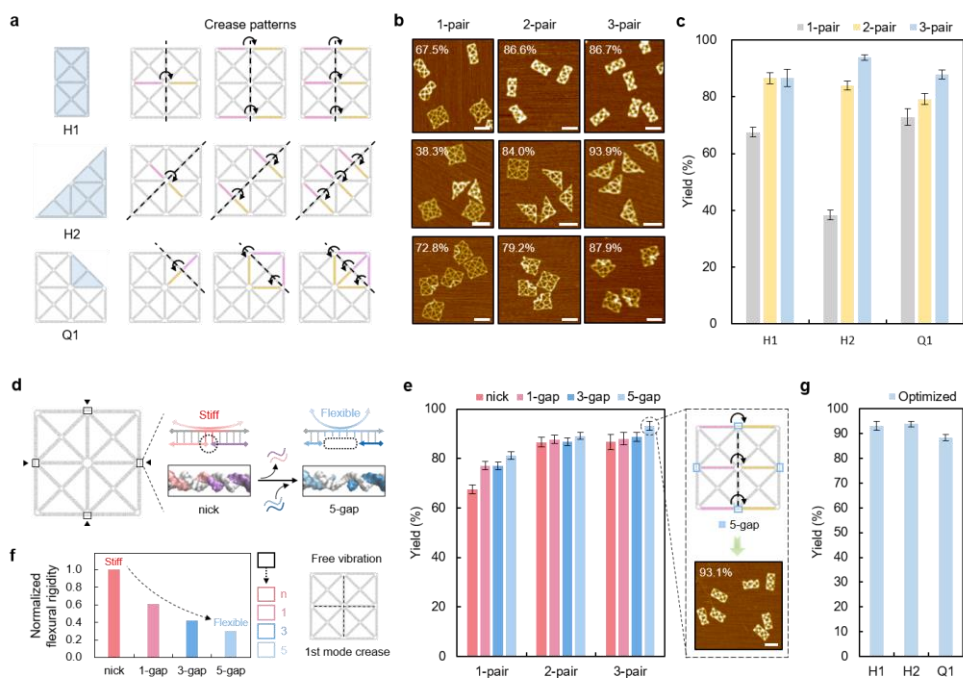 a
Crease patterns
H1
H2
Q1
b
1-pair 2-pair 3-pair
67.5% 86.6% 86.7%
38.3% 84.0% 93.9%
72.8% 79.2% 87.9%
c
1-pair 2-pair 3-pair
Yield (%)
100
80
60
40
20
0
H1 H2 Q1
d
Stiff
nick
Flexible
5-gap
e
nick 1-gap 3-gap 5-gap
Yield (%)
100
80
60
40
20
0
1-pair 2-pair 3-pair
5-gap
93.1%
f
Normalized
flexural rigidity
1.0
0.8
0.6
0.4
0.2
0.0
Stiff
Flexible
nick 1-gap 3-gap 5-gap
n
1
3
5
Free vibration
1st mode crease
g
Optimized
Yield (%)
100
90
80
70
60
50
40
30
20
10
0
H1 H2 Q1